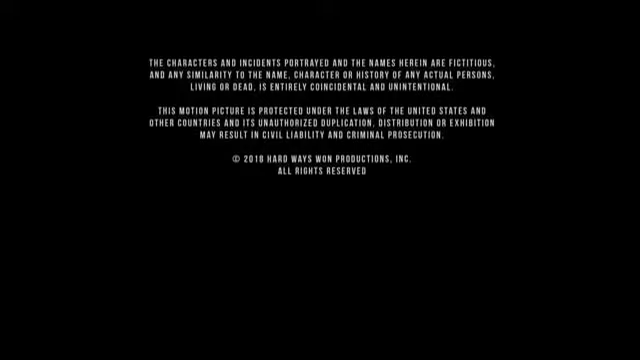 THE CHARACTERS AND INCIDENTS PORTRAYED AND THE NAMES HEREIN ARE FICTITIOUS,
AND ANY SIMILARITY TO THE NAME, CHARACTER OR HISTORY OF ANY ACTUAL PERSONS,
LIVING OR DEAD, IS ENTIRELY COINCIDENTAL AND UNINTENTIONAL.
THIS MOTION PICTURE IS PROTECTED UNDER THE LAWS OF THE UNITED STATES AND
OTHER COUNTRIES AND ITS UNAUTHORIZED DUPLICATION, DISTRIBUTION OR EXHIBITION
MAY RESULT IN CIVIL LIABILITY AND CRIMINAL PROSECUTION.
© 2018 HARD WAYS WON PRODUCTIONS, INC.
ALL RIGHTS RESERVED